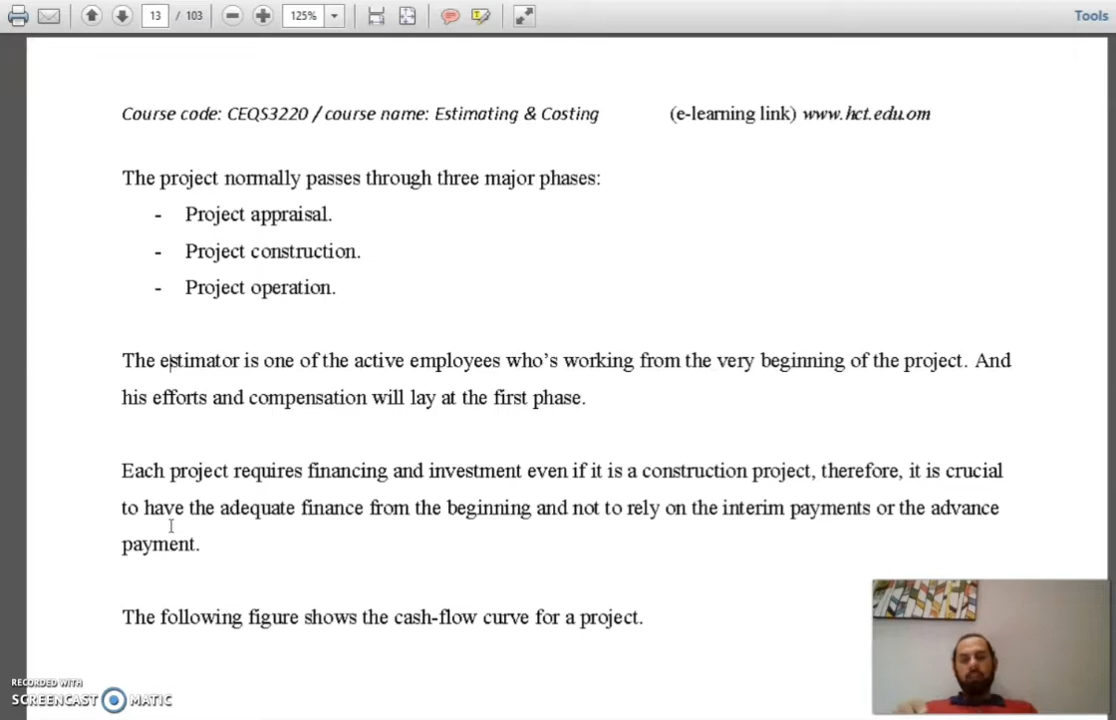 13 / 103
125%
Tools
Course code: CEQS3220 / course name: Estimating & Costing (e-learning link) www.hct.edu.om
The project normally passes through three major phases:
- Project appraisal.
- Project construction.
- Project operation.
The estimator is one of the active employees who’s working from the very beginning of the project. And
his efforts and compensation will lay at the first phase.
Each project requires financing and investment even if it is a construction project, therefore, it is crucial
to have the adequate finance from the beginning and not to rely on the interim payments or the advance
payment.
The following figure shows the cash-flow curve for a project.
RECORDED WITH
SCREENCAST MATIC